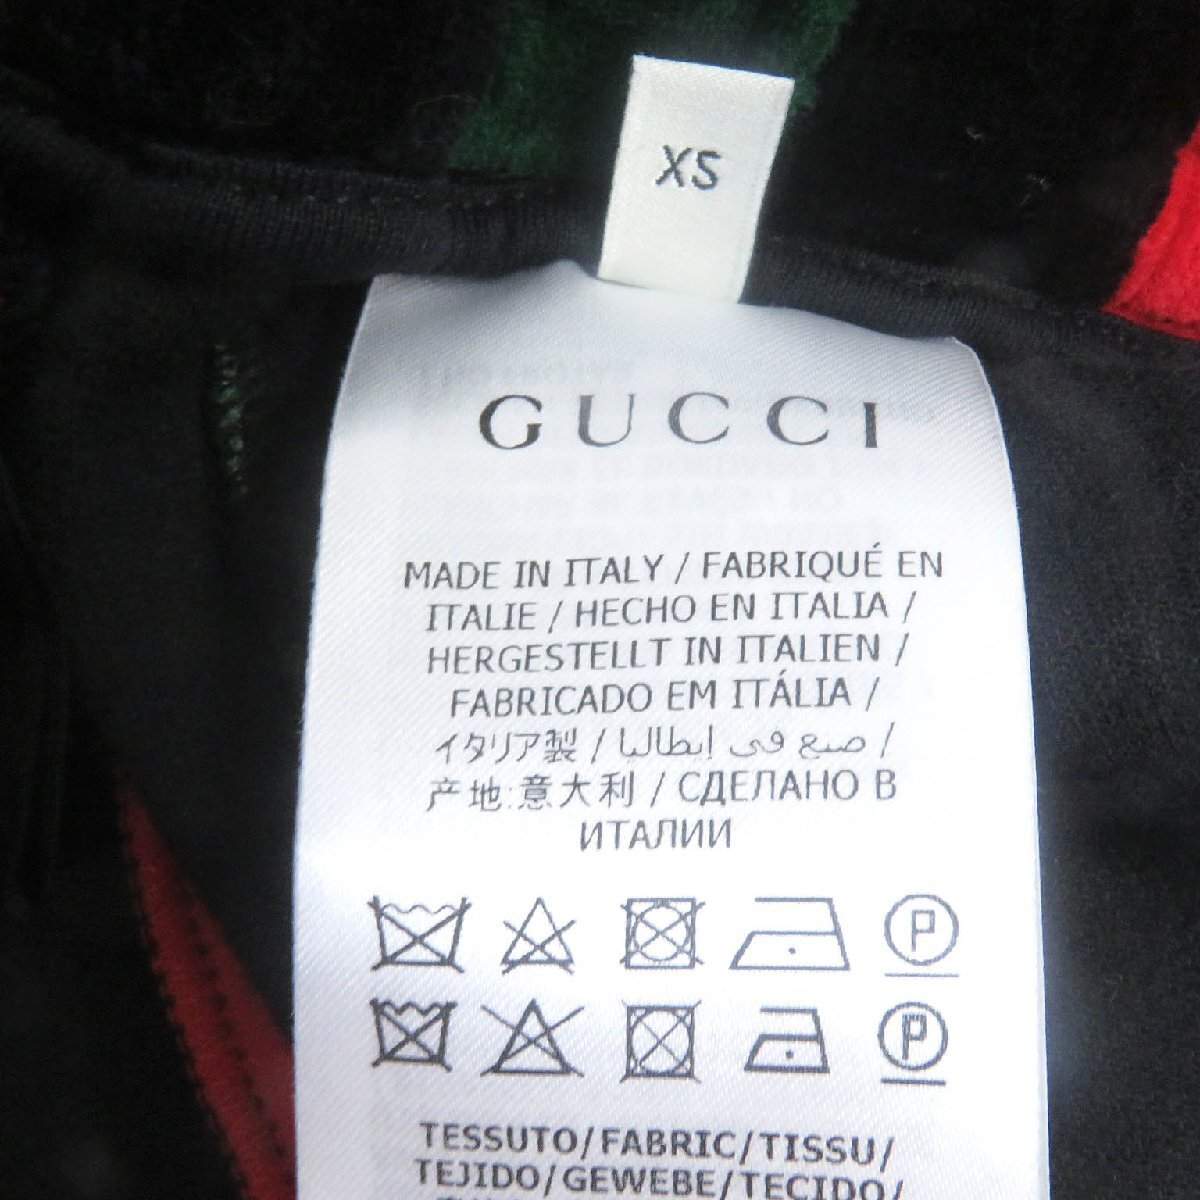 XS
GUCCI
MADE IN ITALY / FABRIQUÉ EN
ITALIE / HECHO EN ITALIA /
HERGESTELLT IN ITALIEN /
FABRICADO EM ITÁLIA /
イタリア製 / صنع في إيطاليا /
产地:意大利 / СДЕЛАНО В
ИТАЛИИ
P
P
TESSUTO/FABRIC/TISSU/
TEJIDO/GEWEBE/TECIDO/